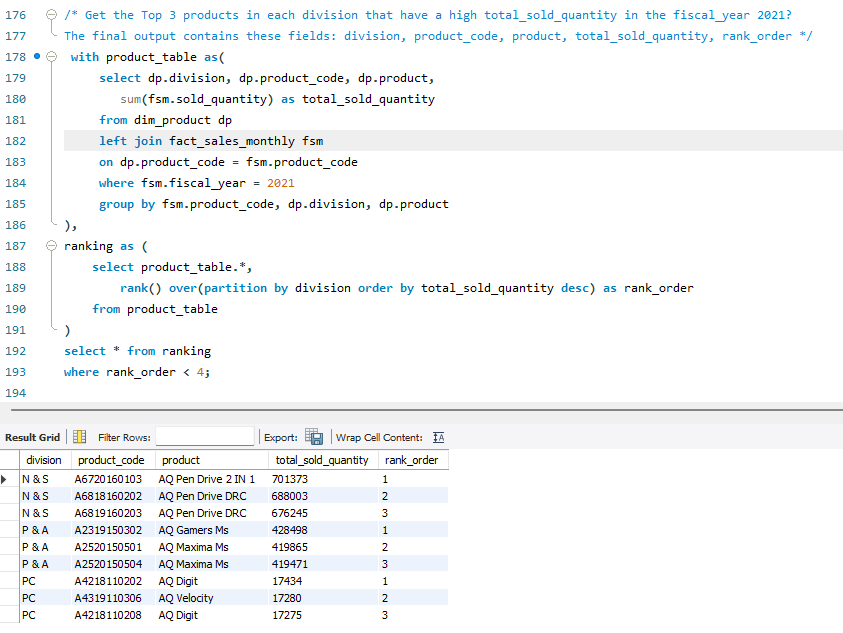 176 /* Get the Top 3 products in each division that have a high total_sold_quantity in the fiscal_year 2021?
177 The final output contains these fields: division, product_code, product, total_sold_quantity, rank_order */
178 with product_table as(
179 select dp.division, dp.product_code, dp.product,
180 sum(fsm.sold_quantity) as total_sold_quantity
181 from dim_product dp
182 left join fact_sales_monthly fsm
183 on dp.product_code = fsm.product_code
184 where fsm.fiscal_year = 2021
185 group by fsm.product_code, dp.division, dp.product
186 ),
187 ranking as (
188 select product_table.*,
189 rank() over(partition by division order by total_sold_quantity desc) as rank_order
190 from product_table
191 )
192 select * from ranking
193 where rank_order < 4;
194
Result Grid Filter Rows: Export: Wrap Cell Content: IA
division product_code product total_sold_quantity rank_order
N & S A6720160103 AQ Pen Drive 2 IN 1 701373 1
N & S A6818160202 AQ Pen Drive DRC 688003 2
N & S A6819160203 AQ Pen Drive DRC 676245 3
P & A A2319150302 AQ Gamers Ms 428498 1
P & A A2520150501 AQ Maxima Ms 419865 2
P & A A2520150504 AQ Maxima Ms 419471 3
PC A4218110202 AQ Digit 17434 1
PC A4319110306 AQ Velocity 17280 2
PC A4218110208 AQ Digit 17275 3